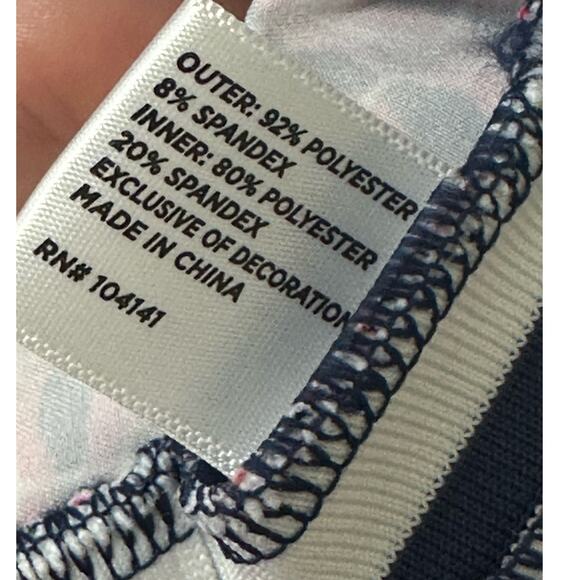 OUTER: 92% POLYESTER
8% SPANDEX
INNER: 80% POLYESTER
20% SPANDEX
EXCLUSIVE OF DECORATION
MADE IN CHINA
RN# 104141